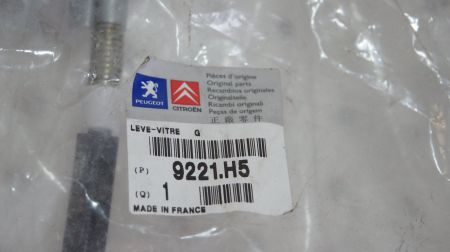 Pièces d'origine
Original parts
Recambios originales
Originalteile
Ricambi originali
Peças de origem
正廠零件
PEUGEOT CITROËN
LEVE-VITRE G
(P) 9221.H5
(Q) 1
MADE IN FRANCE